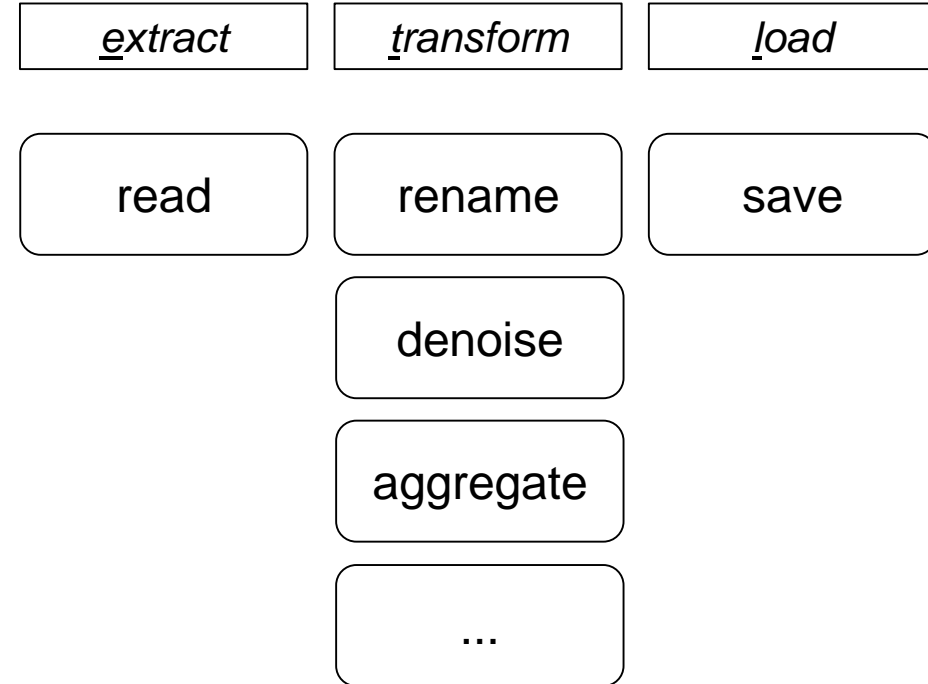 extract
transform
load
read
rename
save
denoise
aggregate
...